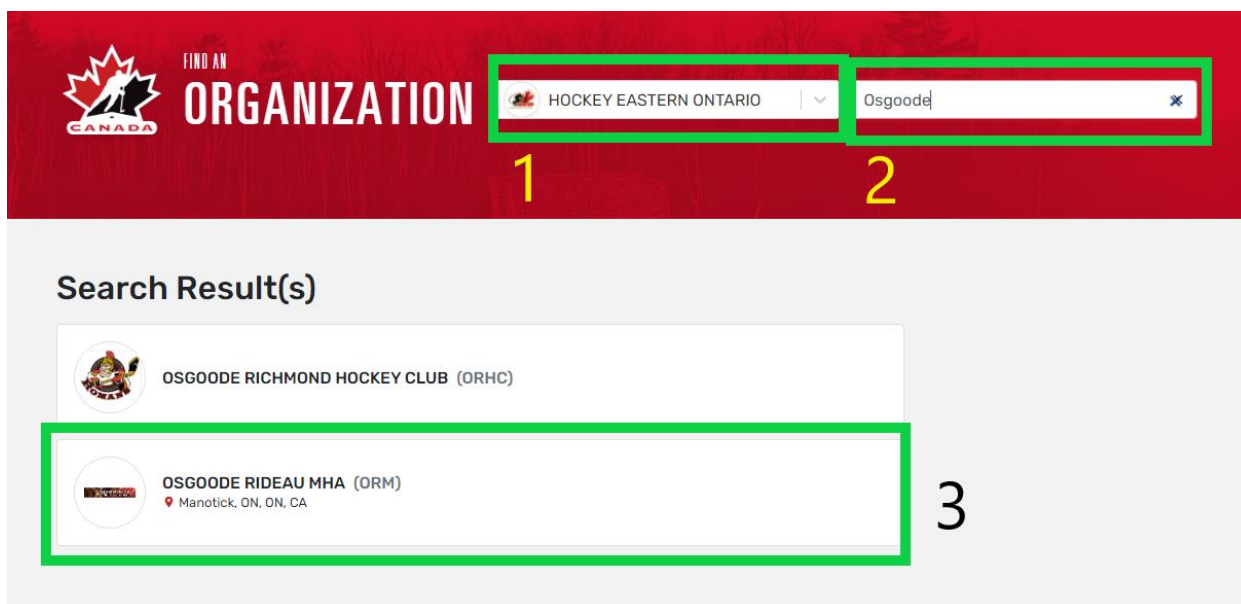 CANADA
FIND AN
ORGANIZATION
HOCKEY EASTERN ONTARIO
Osgoode
1
2
Search Result(s)
ROMANS
OSGOODE RICHMOND HOCKEY CLUB (ORHC)
OSGOODE RIDEAU MHA (ORM)
Manotick, ON, ON, CA
3